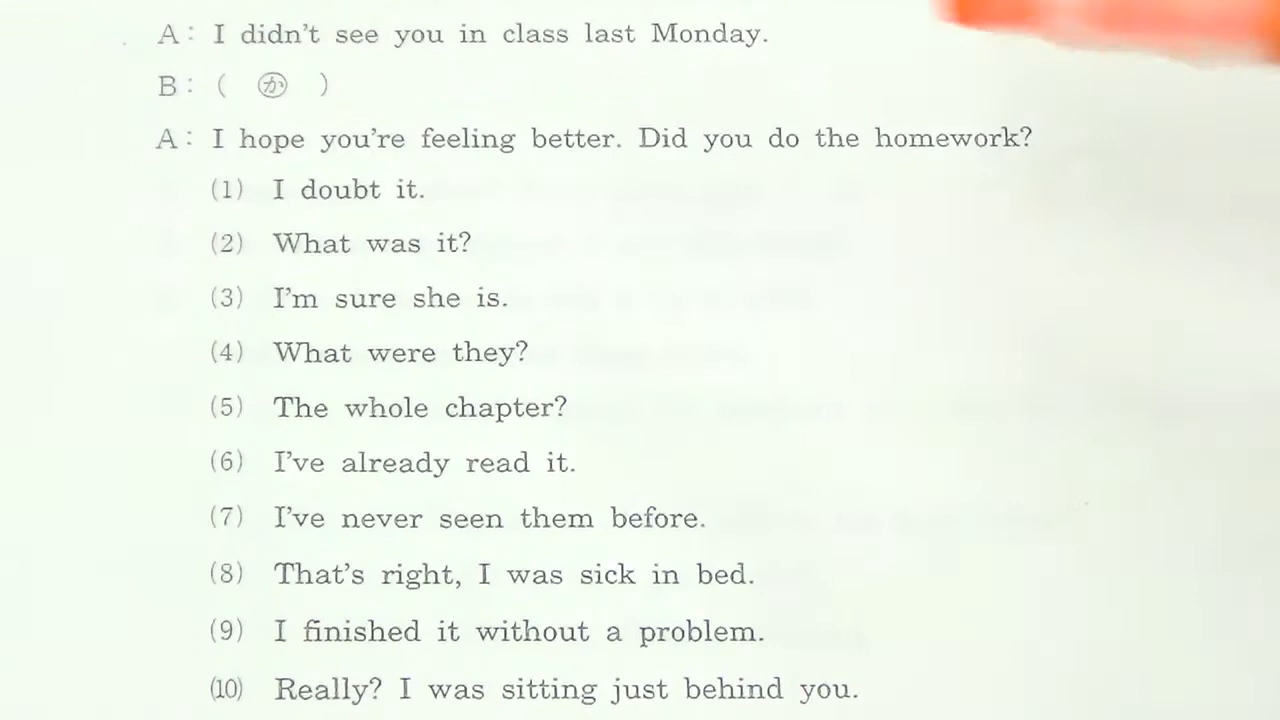 A: I didn't see you in class last Monday.
B: ( ㋕ )
A: I hope you're feeling better. Did you do the homework?
(1) I doubt it.
(2) What was it?
(3) I'm sure she is.
(4) What were they?
(5) The whole chapter?
(6) I've already read it.
(7) I've never seen them before.
(8) That's right, I was sick in bed.
(9) I finished it without a problem.
(10) Really? I was sitting just behind you.